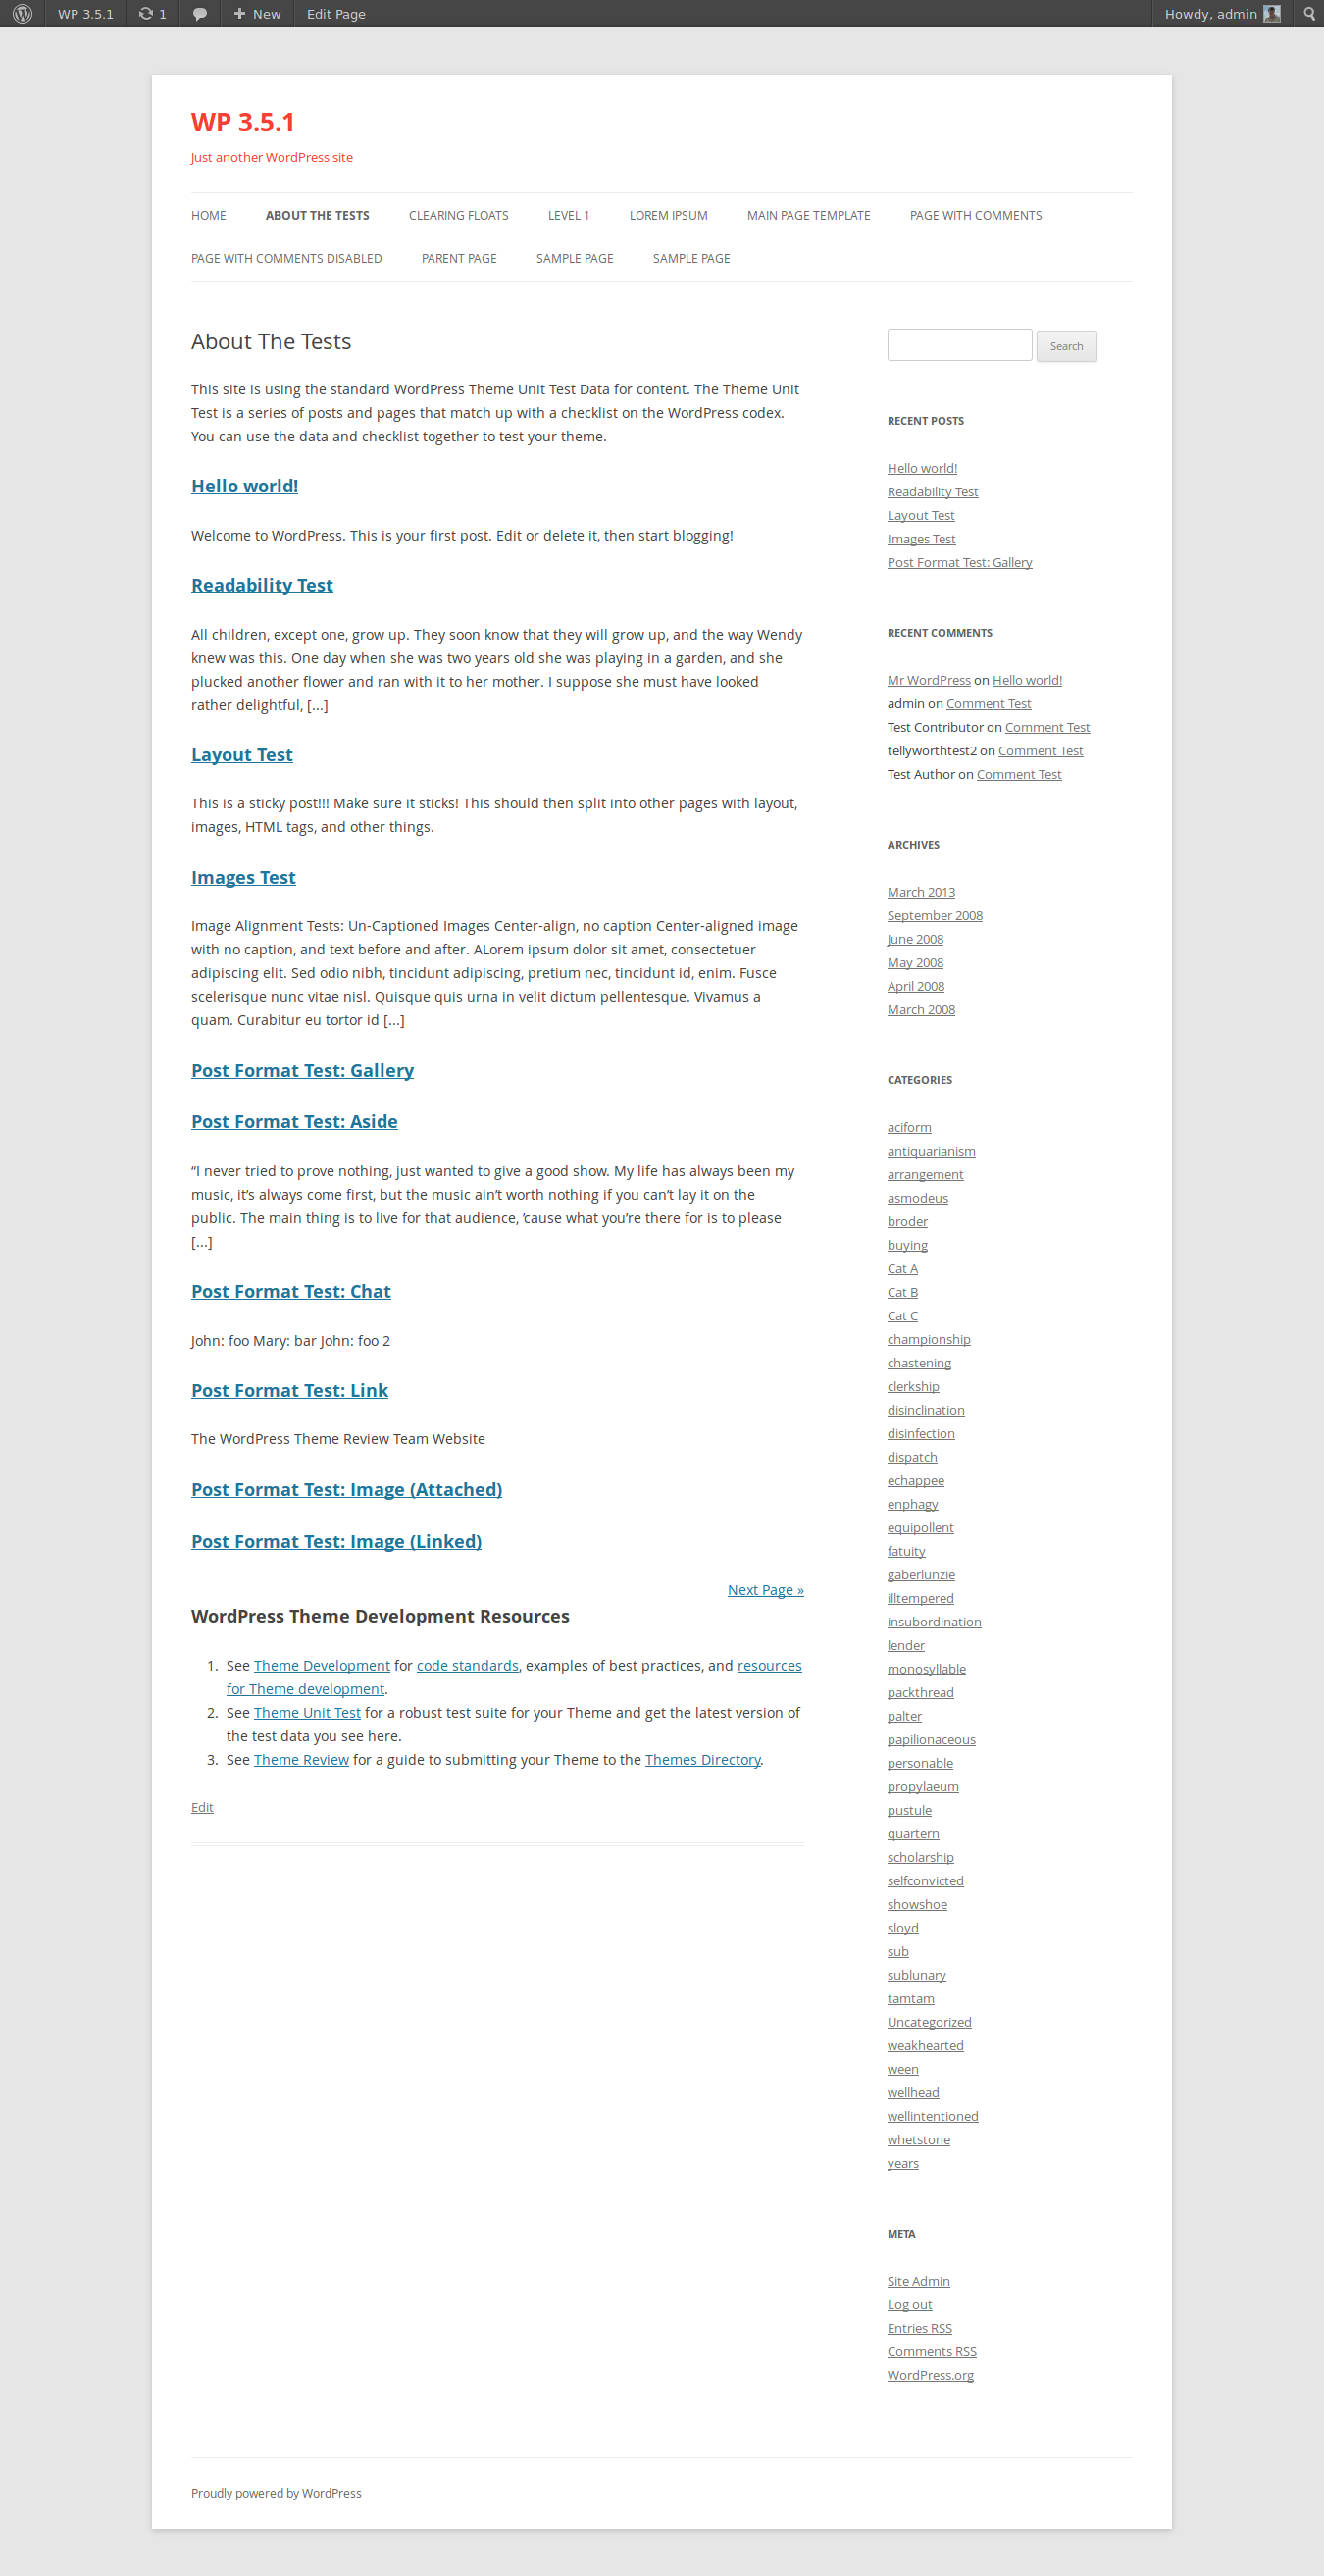 WP 3.5.1 1 New Edit Page Howdy, admin
WP 3.5.1
Just another WordPress site
HOME ABOUT THE TESTS CLEARING FLOATS LEVEL 1 LOREM IPSUM MAIN PAGE TEMPLATE PAGE WITH COMMENTS
PAGE WITH COMMENTS DISABLED PARENT PAGE SAMPLE PAGE SAMPLE PAGE
About The Tests
This site is using the standard WordPress Theme Unit Test Data for content. The Theme Unit
Test is a series of posts and pages that match up with a checklist on the WordPress codex.
You can use the data and checklist together to test your theme.
Hello world!
Welcome to WordPress. This is your first post. Edit or delete it, then start blogging!
Readability Test
All children, except one, grow up. They soon know that they will grow up, and the way Wendy
knew was this. One day when she was two years old she was playing in a garden, and she
plucked another flower and ran with it to her mother. I suppose she must have looked
rather delightful, [...]
Layout Test
This is a sticky post!!! Make sure it sticks! This should then split into other pages with layout,
images, HTML tags, and other things.
Images Test
Image Alignment Tests: Un-Captioned Images Center-align, no caption Center-aligned image
with no caption, and text before and after. ALorem ipsum dolor sit amet, consectetuer
adipiscing elit. Sed odio nibh, tincidunt adipiscing, pretium nec, tincidunt id, enim. Fusce
scelerisque nunc vitae nisl. Quisque quis urna in velit dictum pellentesque. Vivamus a
quam. Curabitur eu tortor id [...]
Post Format Test: Gallery
Post Format Test: Aside
“I never tried to prove nothing, just wanted to give a good show. My life has always been my
music, it’s always come first, but the music ain’t worth nothing if you can’t lay it on the
public. The main thing is to live for that audience, ’cause what you’re there for is to please
[...]
Post Format Test: Chat
John: foo Mary: bar John: foo 2
Post Format Test: Link
The WordPress Theme Review Team Website
Post Format Test: Image (Attached)
Post Format Test: Image (Linked)
Next Page »
WordPress Theme Development Resources
1. See Theme Development for code standards, examples of best practices, and resources
for Theme development.
2. See Theme Unit Test for a robust test suite for your Theme and get the latest version of
the test data you see here.
3. See Theme Review for a guide to submitting your Theme to the Themes Directory.
Edit
Search
RECENT POSTS
Hello world!
Readability Test
Layout Test
Images Test
Post Format Test: Gallery
RECENT COMMENTS
Mr WordPress on Hello world!
admin on Comment Test
Test Contributor on Comment Test
tellyworthtest2 on Comment Test
Test Author on Comment Test
ARCHIVES
March 2013
September 2008
June 2008
May 2008
April 2008
March 2008
CATEGORIES
aciform
antiquarianism
arrangement
asmodeus
broder
buying
Cat A
Cat B
Cat C
championship
chastening
clerkship
disinclination
disinfection
dispatch
echappee
enphagy
equipollent
fatuity
gaberlunzie
illtempered
insubordination
lender
monosyllable
packthread
palter
papilionaceous
personable
propylaeum
pustule
quartern
scholarship
selfconvicted
showshoe
sloyd
sub
sublunary
tamtam
Uncategorized
weakhearted
ween
wellhead
wellintentioned
whetstone
years
META
Site Admin
Log out
Entries RSS
Comments RSS
WordPress.org
Proudly powered by WordPress